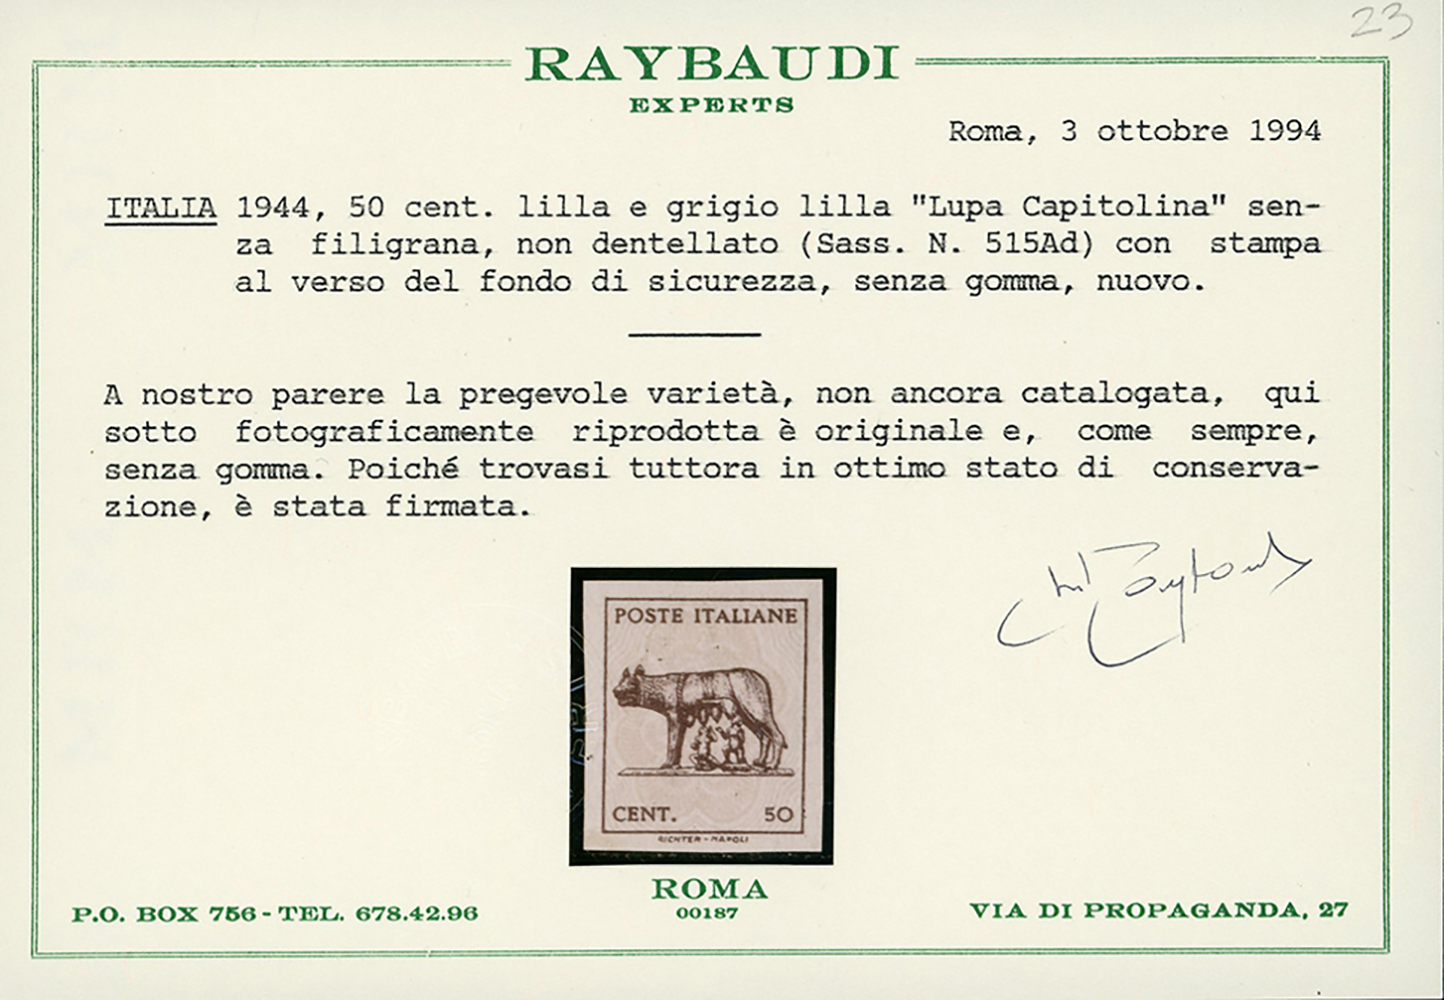 23
RAYBAUDI
EXPERTS
Roma, 3 ottobre 1994
ITALIA 1944, 50 cent. lilla e grigio lilla "Lupa Capitolina" sen-
za filigrana, non dentellato (Sass. N. 515Ad) con stampa
al verso del fondo di sicurezza, senza gomma, nuovo.
A nostro parere la pregevole varietà, non ancora catalogata, qui
sotto fotograficamente riprodotta è originale e, come sempre,
senza gomma. Poiché trovasi tuttora in ottimo stato di conserva-
zione, è stata firmata.
POSTE ITALIANE
CENT. 50
RICHTER - NAPOLI
ROMA
00187
P.O. BOX 756 - TEL. 678.42.96
VIA DI PROPAGANDA, 27